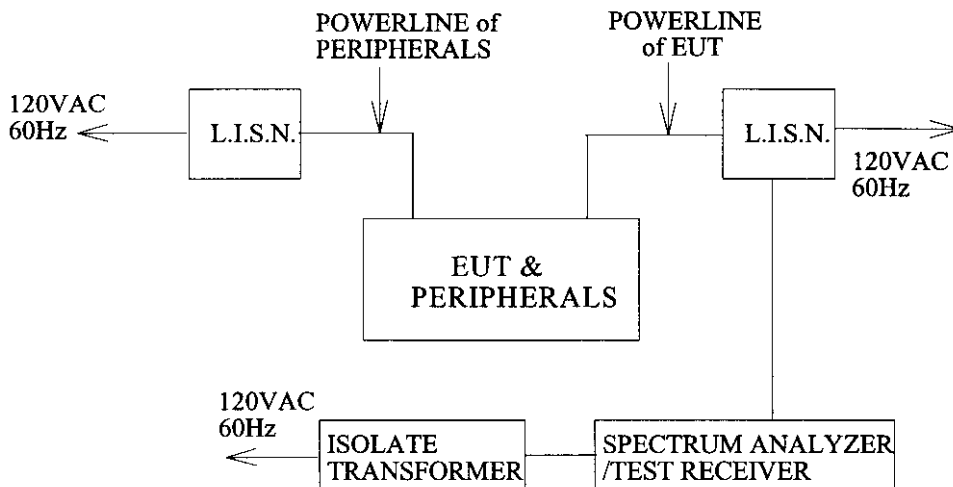 POWERLINE of
PERIPHERALS
POWERLINE
of EUT
120VAC
60Hz
L.I.S.N.
L.I.S.N.
120VAC
60Hz
EUT &
PERIPHERALS
120VAC
60Hz
ISOLATE
TRANSFORMER
SPECTRUM ANALYZER
/TEST RECEIVER